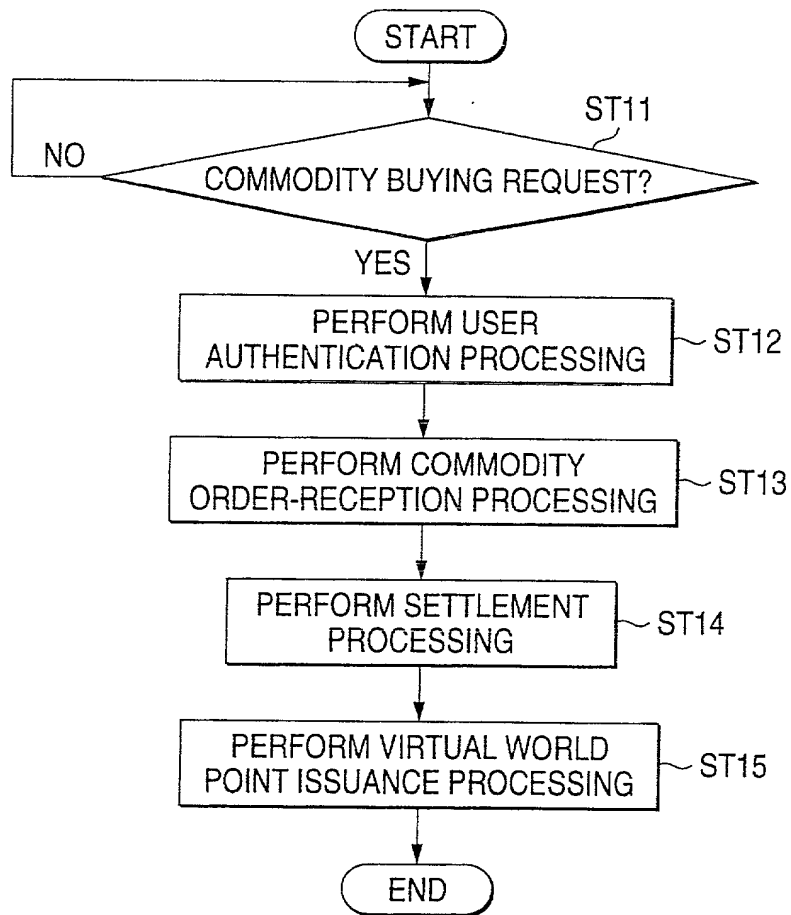 START
ST11
NO
COMMODITY BUYING REQUEST?
YES
PERFORM USER
AUTHENTICATION PROCESSING
ST12
PERFORM COMMODITY
ORDER-RECEPTION PROCESSING
ST13
PERFORM SETTLEMENT
PROCESSING
ST14
PERFORM VIRTUAL WORLD
POINT ISSUANCE PROCESSING
ST15
END